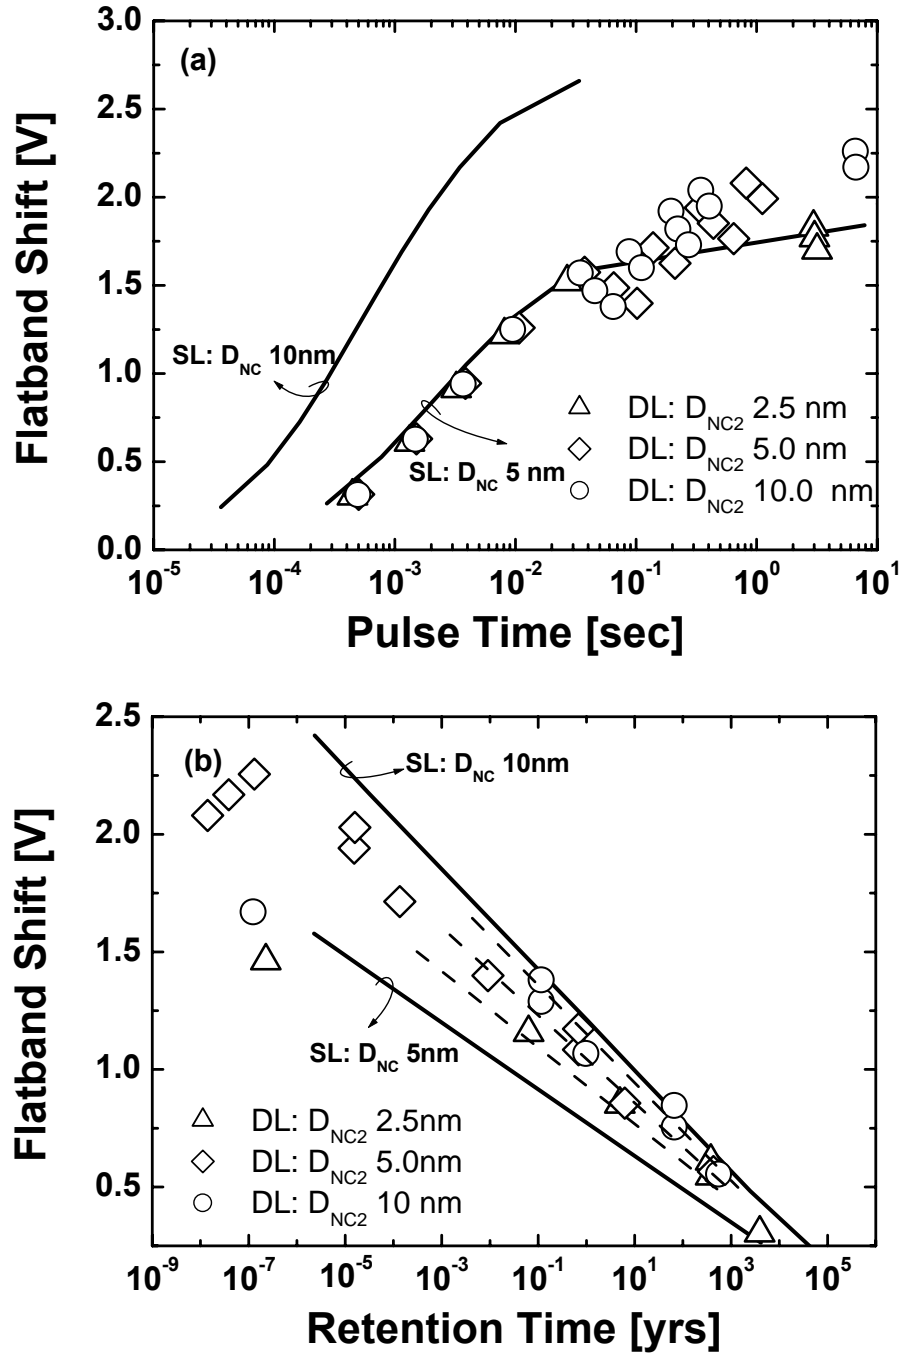 (a)
Flatband Shift [V]
3.0
2.5
2.0
1.5
1.0
0.5
0.0
SL: D_NC 10nm
SL: D_NC 5 nm
DL: D_NC2 2.5 nm
DL: D_NC2 5.0 nm
DL: D_NC2 10.0 nm
10^-5 10^-4 10^-3 10^-2 10^-1 10^0 10^1
Pulse Time [sec]
(b)
Flatband Shift [V]
2.5
2.0
1.5
1.0
0.5
SL: D_NC 10nm
SL: D_NC 5nm
DL: D_NC2 2.5nm
DL: D_NC2 5.0nm
DL: D_NC2 10 nm
10^-9 10^-7 10^-5 10^-3 10^-1 10^1 10^3 10^5
Retention Time [yrs]